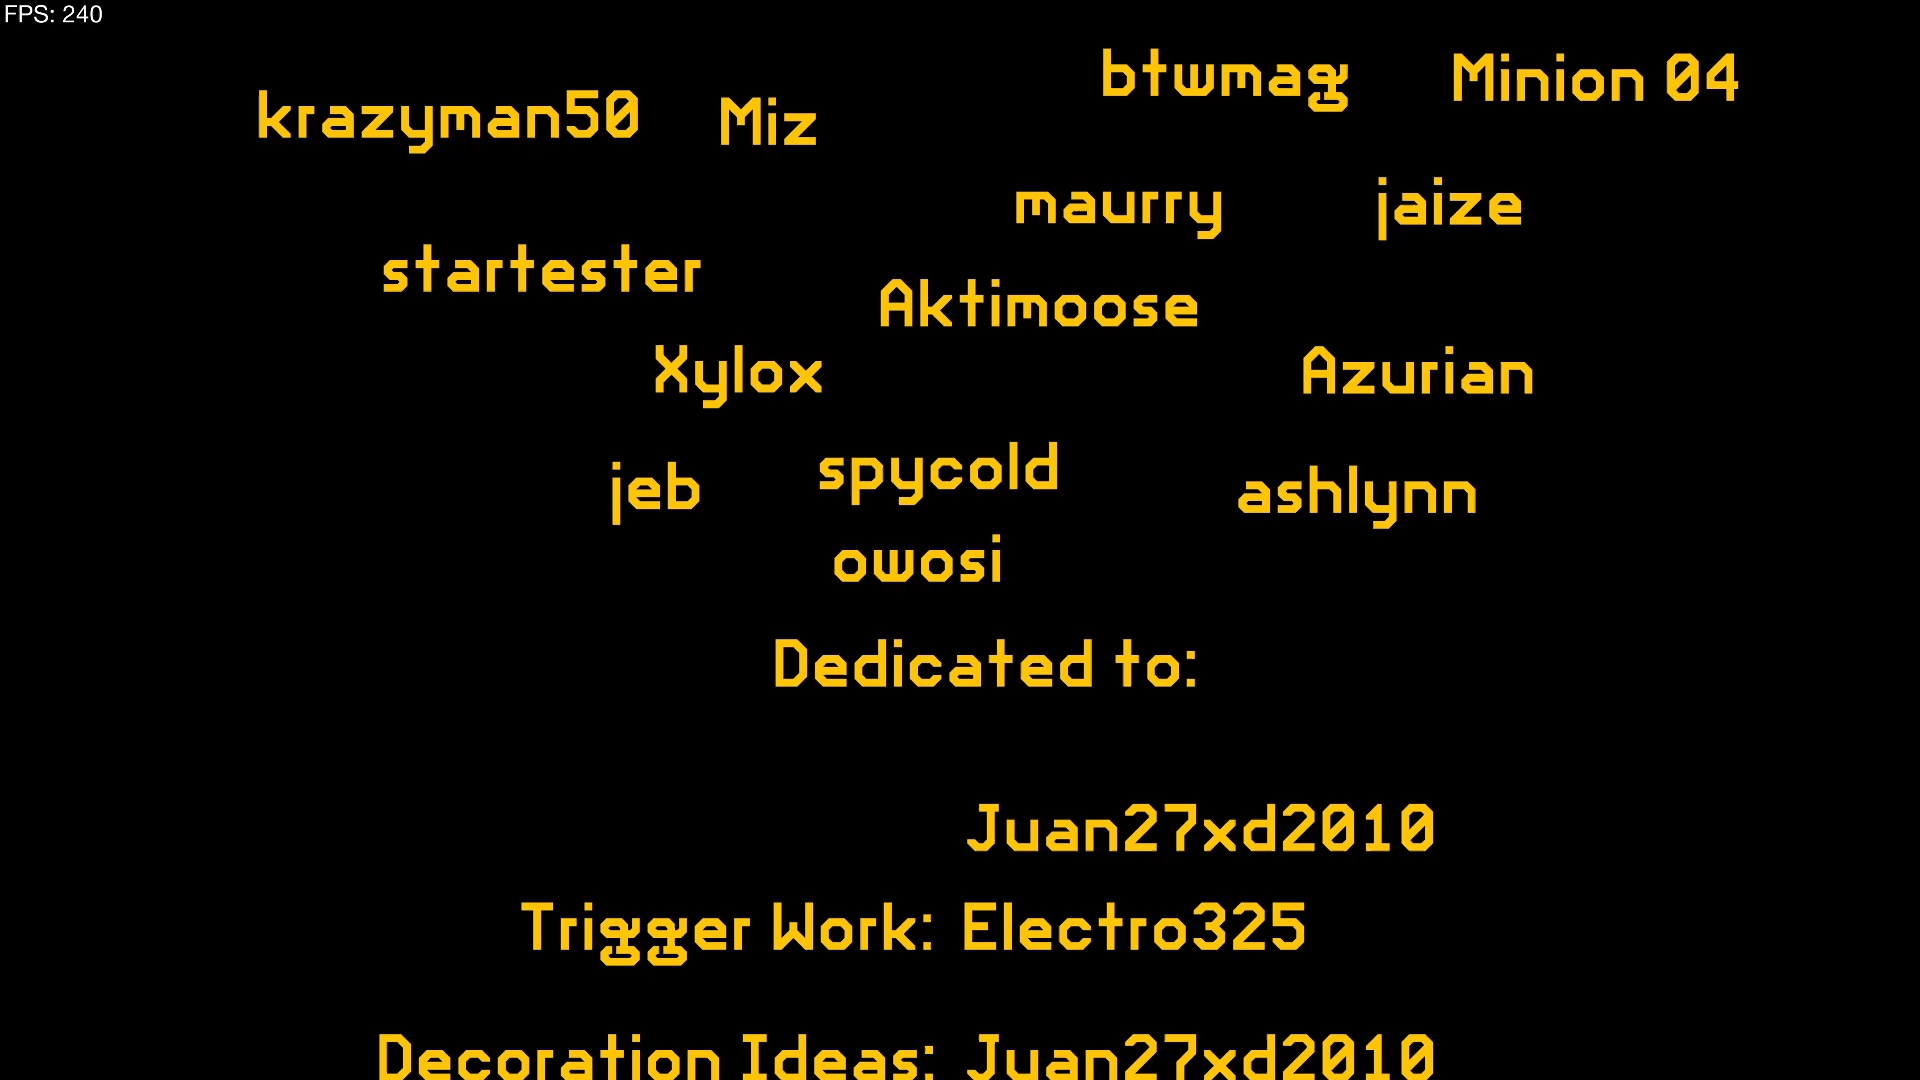 FPS: 240
btwmag Minion 04
krazyman50 Miz
maurry jaize
startester
Aktimoose
Xylox Azurian
spycold
jeb ashlynn
owosi
Dedicated to:
Juan27xd2010
Trigger Work: Electro325
Decoration Ideas: Juan27xd2010